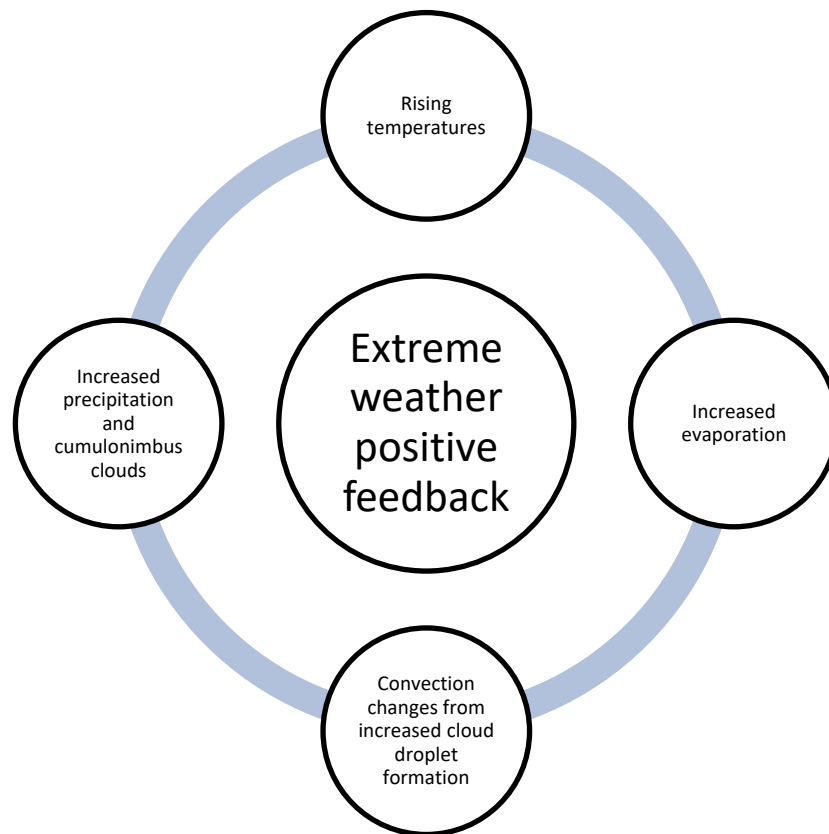 Rising
temperatures
Increased
evaporation
Convection
changes from
increased cloud
droplet
formation
Increased
precipitation
and
cumulonimbus
clouds
Extreme
weather
positive
feedback